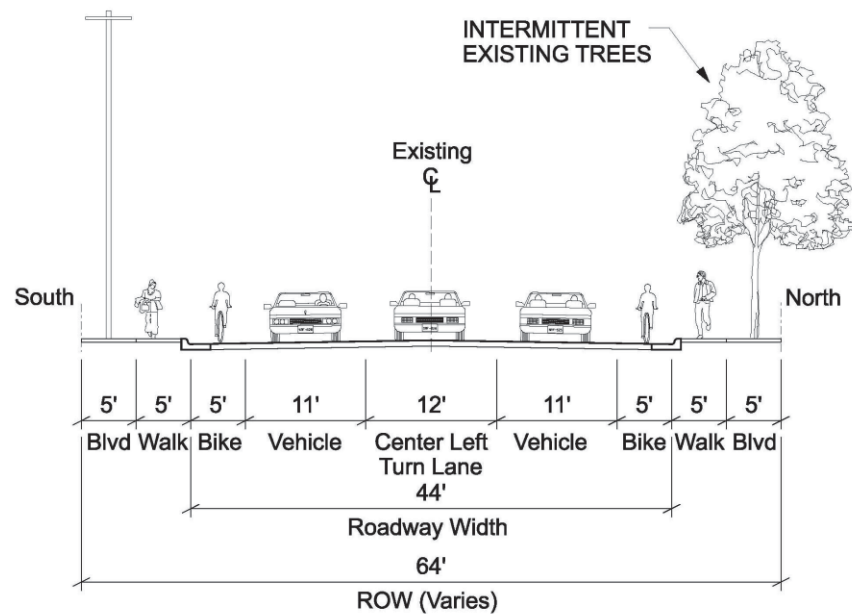 INTERMITTENT
EXISTING TREES
Existing
℄
South
North
5' 5' 5' 11' 12' 11' 5' 5' 5'
Blvd Walk Bike Vehicle Center Left Vehicle Bike Walk Blvd
Turn Lane
44'
Roadway Width
64'
ROW (Varies)